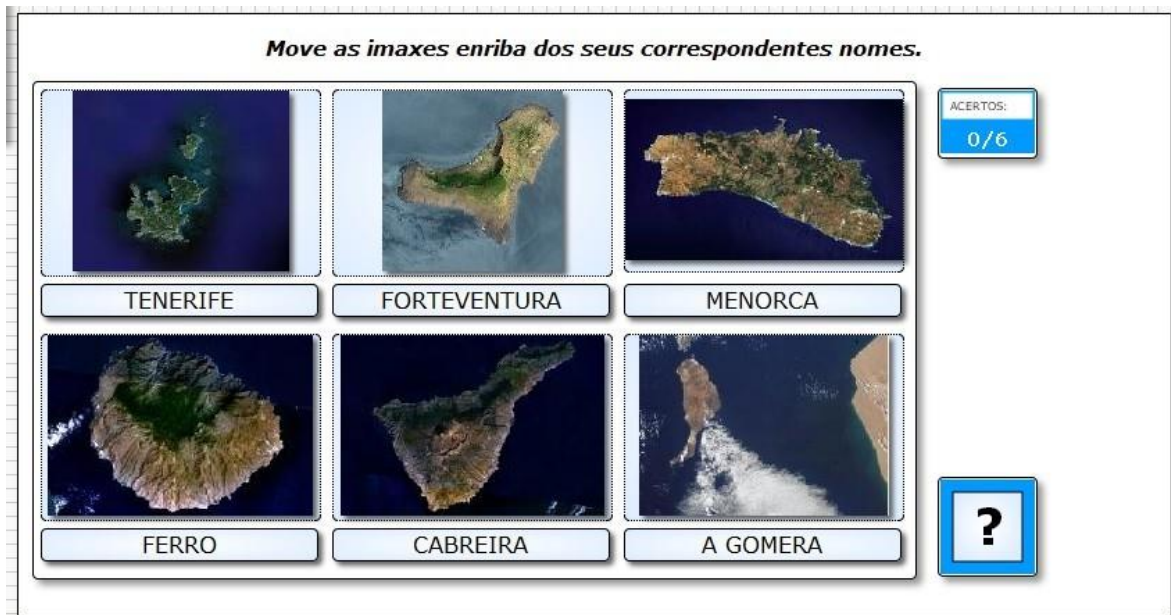 Move as imaxes enriba dos seus correspondentes nomes.
ACERTOS:
0/6
TENERIFE
FORTEVENTURA
MENORCA
FERRO
CABREIRA
A GOMERA
?